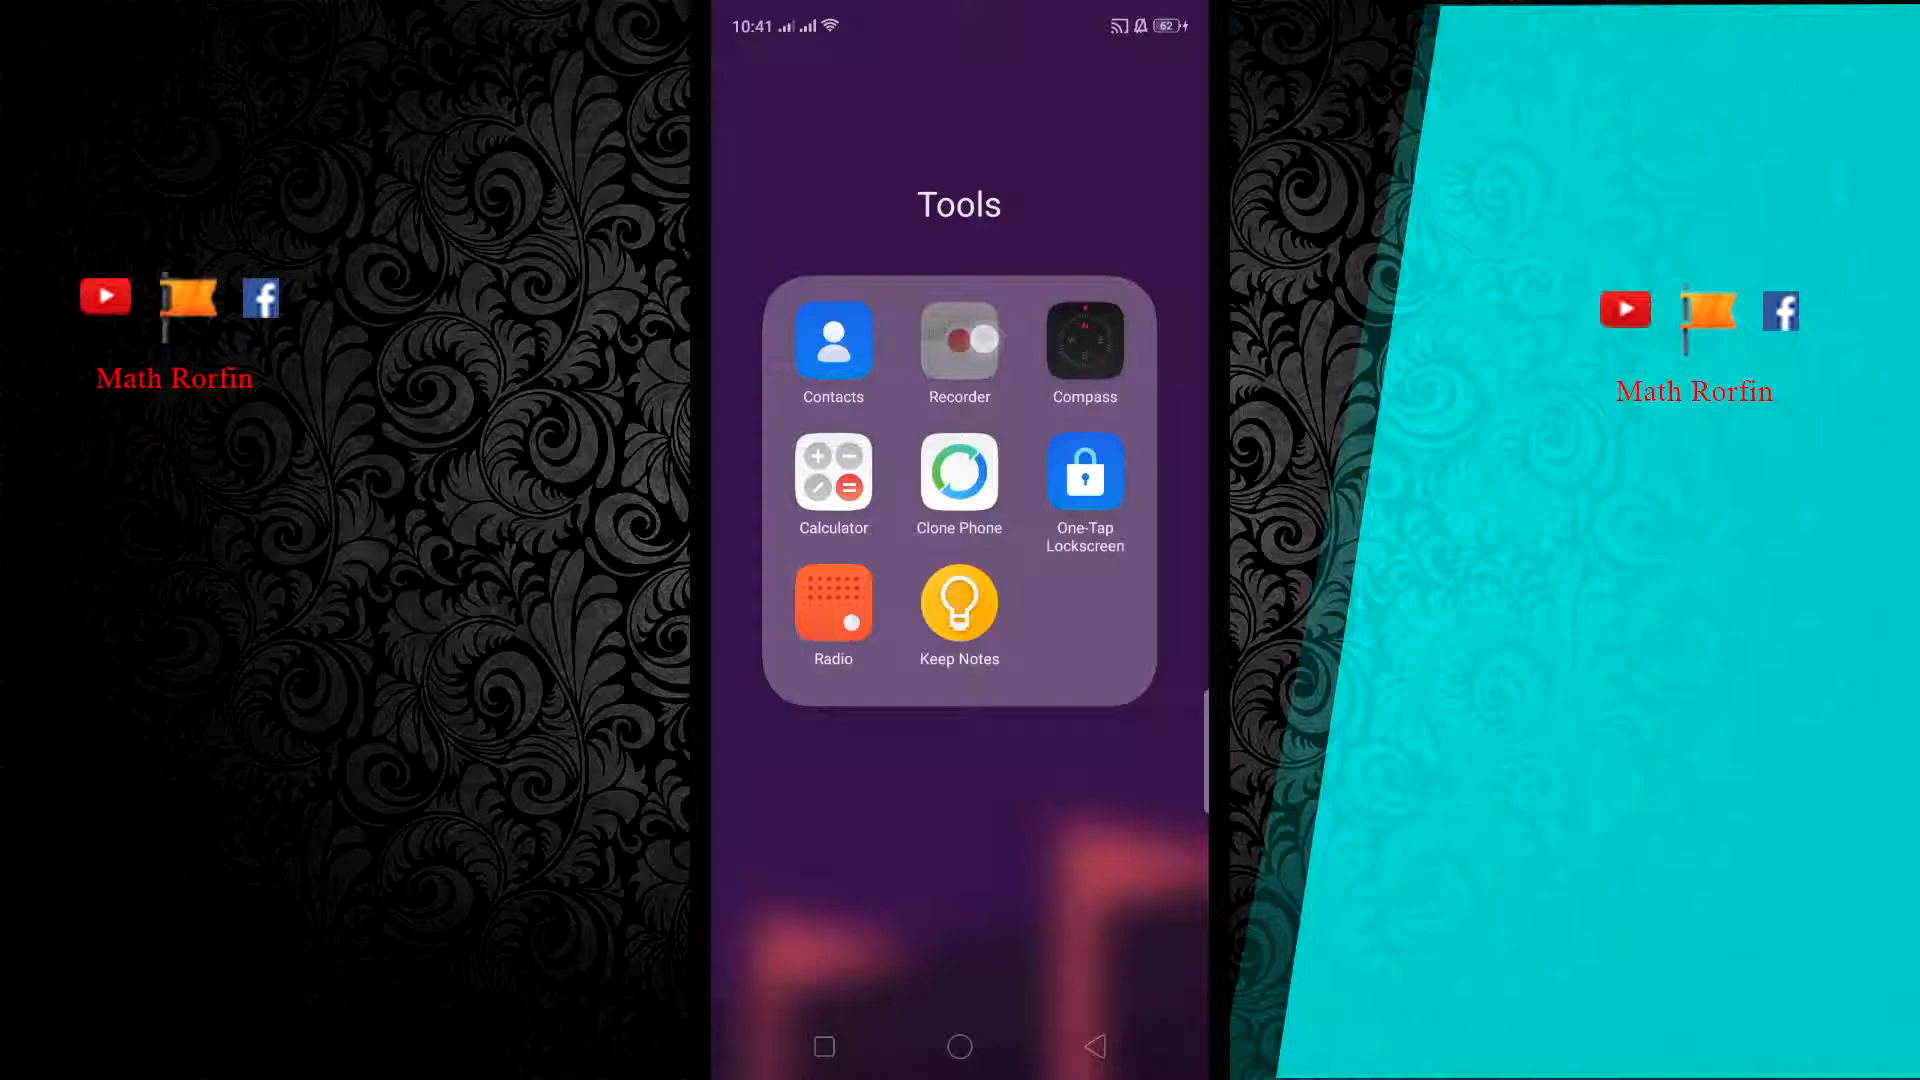 10:41
62
Tools
Contacts
Recorder
Compass
Calculator
Clone Phone
One-Tap
Lockscreen
Radio
Keep Notes
Math Rorfin
Math Rorfin